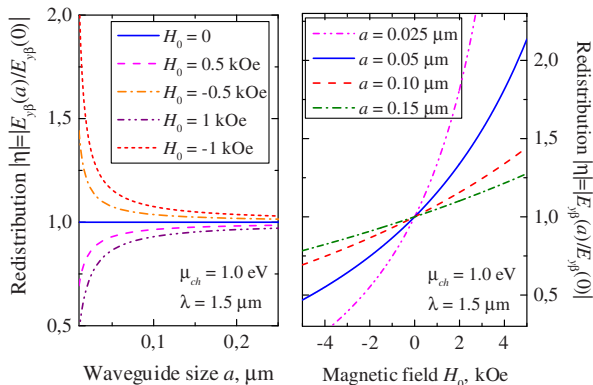 Redistribution |η|=|E_yβ(a)/E_yβ(0)|
2,0
1,5
1,0
0,5
H_0 = 0
H_0 = 0.5 kOe
H_0 = -0.5 kOe
H_0 = 1 kOe
H_0 = -1 kOe
μ_ch = 1.0 eV
λ = 1.5 μm
0,1
0,2
Waveguide size a, μm
a = 0.025 μm
a = 0.05 μm
a = 0.10 μm
a = 0.15 μm
μ_ch = 1.0 eV
λ = 1.5 μm
-4
-2
0
2
4
Magnetic field H_0, kOe
2.0
1.5
1.0
0.5
Redistribution |η|=|E_yβ(a)/E_yβ(0)|